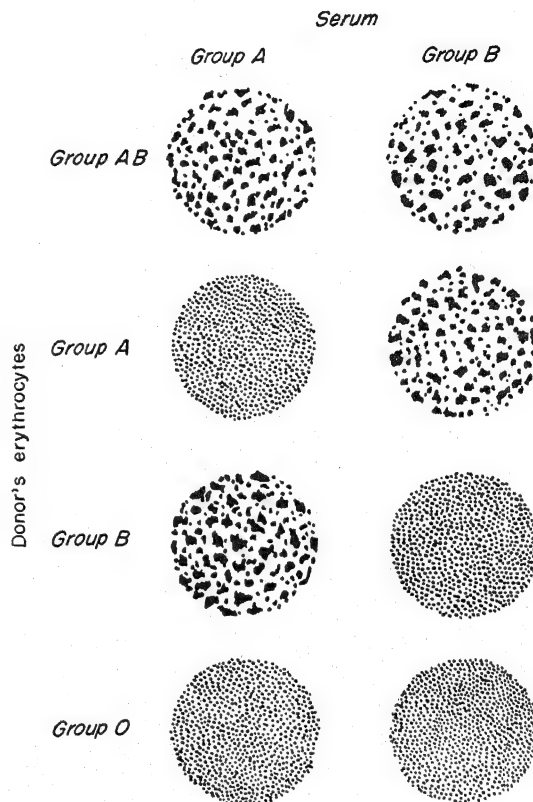 Serum
Group A Group B
Group AB
Group A
Donor's erythrocytes
Group B
Group O